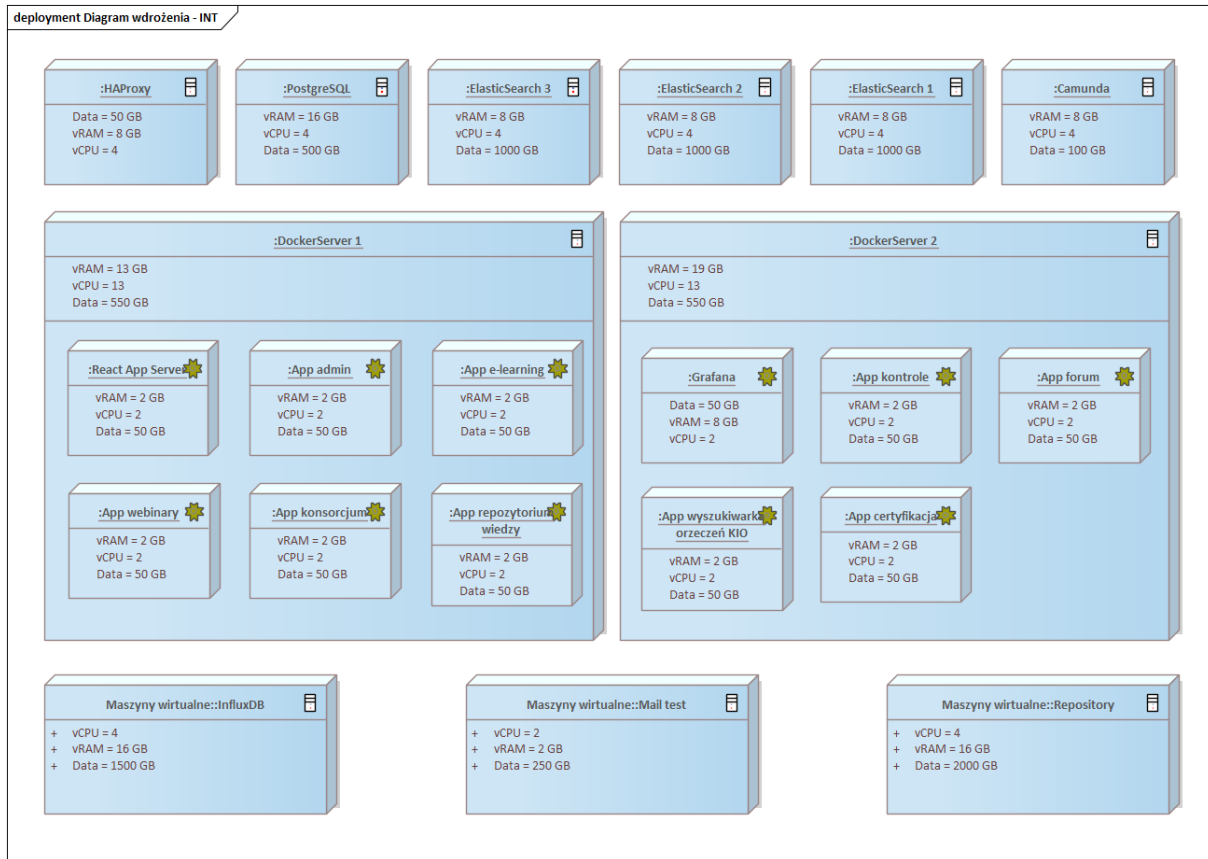 deployment Diagram wdrożenia - INT
:HAProxy
Data = 50 GB
vRAM = 8 GB
vCPU = 4
:PostgreSQL
vRAM = 16 GB
vCPU = 4
Data = 500 GB
:ElasticSearch 3
vRAM = 8 GB
vCPU = 4
Data = 1000 GB
:ElasticSearch 2
vRAM = 8 GB
vCPU = 4
Data = 1000 GB
:ElasticSearch 1
vRAM = 8 GB
vCPU = 4
Data = 1000 GB
:Camunda
vRAM = 8 GB
vCPU = 4
Data = 100 GB
:DockerServer 1
vRAM = 13 GB
vCPU = 13
Data = 550 GB
:React App Server
vRAM = 2 GB
vCPU = 2
Data = 50 GB
:App admin
vRAM = 2 GB
vCPU = 2
Data = 50 GB
:App e-learning
vRAM = 2 GB
vCPU = 2
Data = 50 GB
:App webinary
vRAM = 2 GB
vCPU = 2
Data = 50 GB
:App konsorcjum
vRAM = 2 GB
vCPU = 2
Data = 50 GB
:App repozytorium
wiedzy
vRAM = 2 GB
vCPU = 2
Data = 50 GB
:DockerServer 2
vRAM = 19 GB
vCPU = 13
Data = 550 GB
:Grafana
Data = 50 GB
vRAM = 8 GB
vCPU = 2
:App kontrole
vRAM = 2 GB
vCPU = 2
Data = 50 GB
:App forum
vRAM = 2 GB
vCPU = 2
Data = 50 GB
:App wyszukiwarka
orzeczeń KIO
vRAM = 2 GB
vCPU = 2
Data = 50 GB
:App certyfikacja
vRAM = 2 GB
vCPU = 2
Data = 50 GB
Maszyny wirtualne::InfluxDB
+ vCPU = 4
+ vRAM = 16 GB
+ Data = 1500 GB
Maszyny wirtualne::Mail test
+ vCPU = 2
+ vRAM = 2 GB
+ Data = 250 GB
Maszyny wirtualne::Repository
+ vCPU = 4
+ vRAM = 16 GB
+ Data = 2000 GB